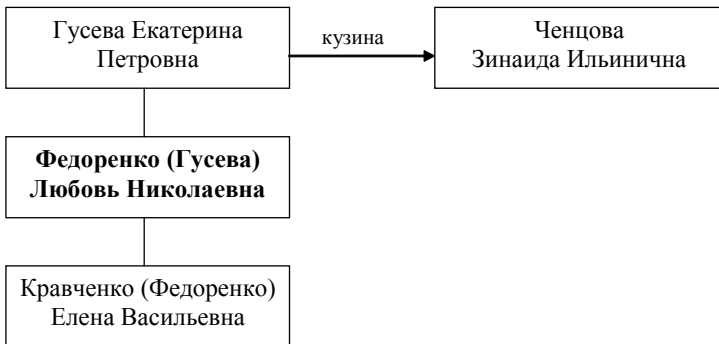 Гусева Екатерина
Петровна
кузина
Ченцова
Зинаида Ильинична
Федоренко (Гусева)
Любовь Николаевна
Кравченко (Федоренко)
Елена Васильевна